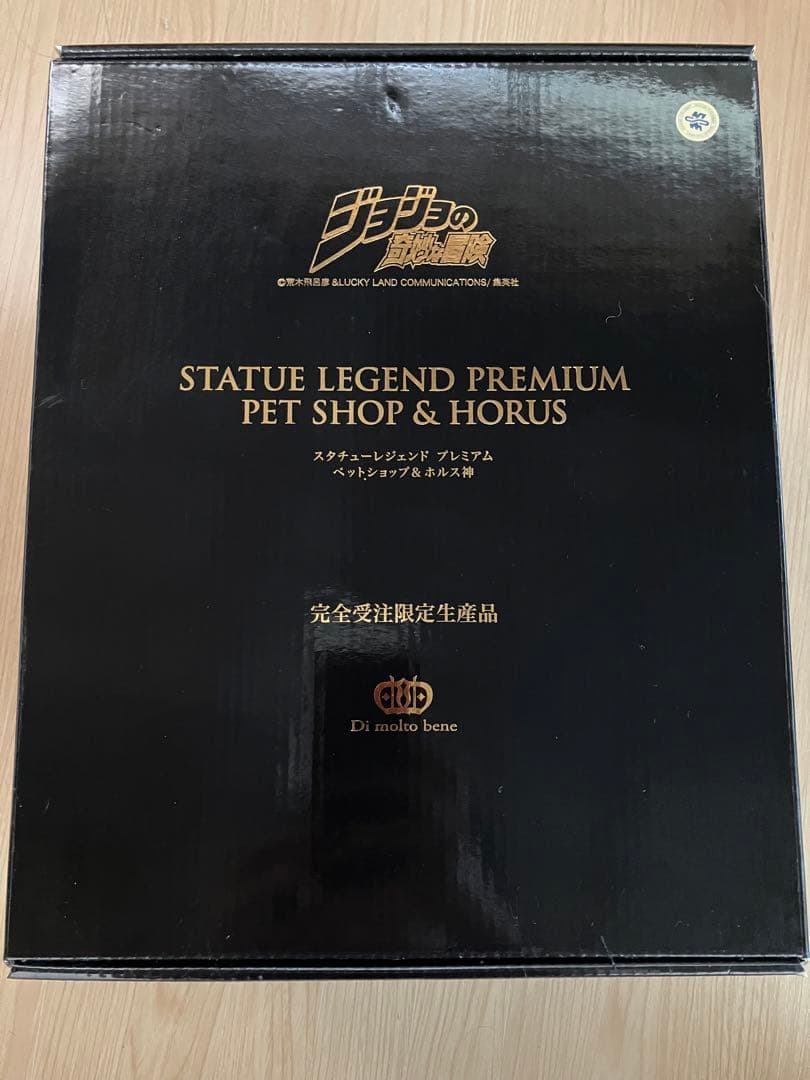 ジョジョの
奇妙な冒険
©荒木飛呂彦&LUCKY LAND COMMUNICATIONS/集英社
STATUE LEGEND PREMIUM
PET SHOP & HORUS
スタチューレジェンド プレミアム
ペットショップ&ホルス神
完全受注限定生産品
Di molto bene